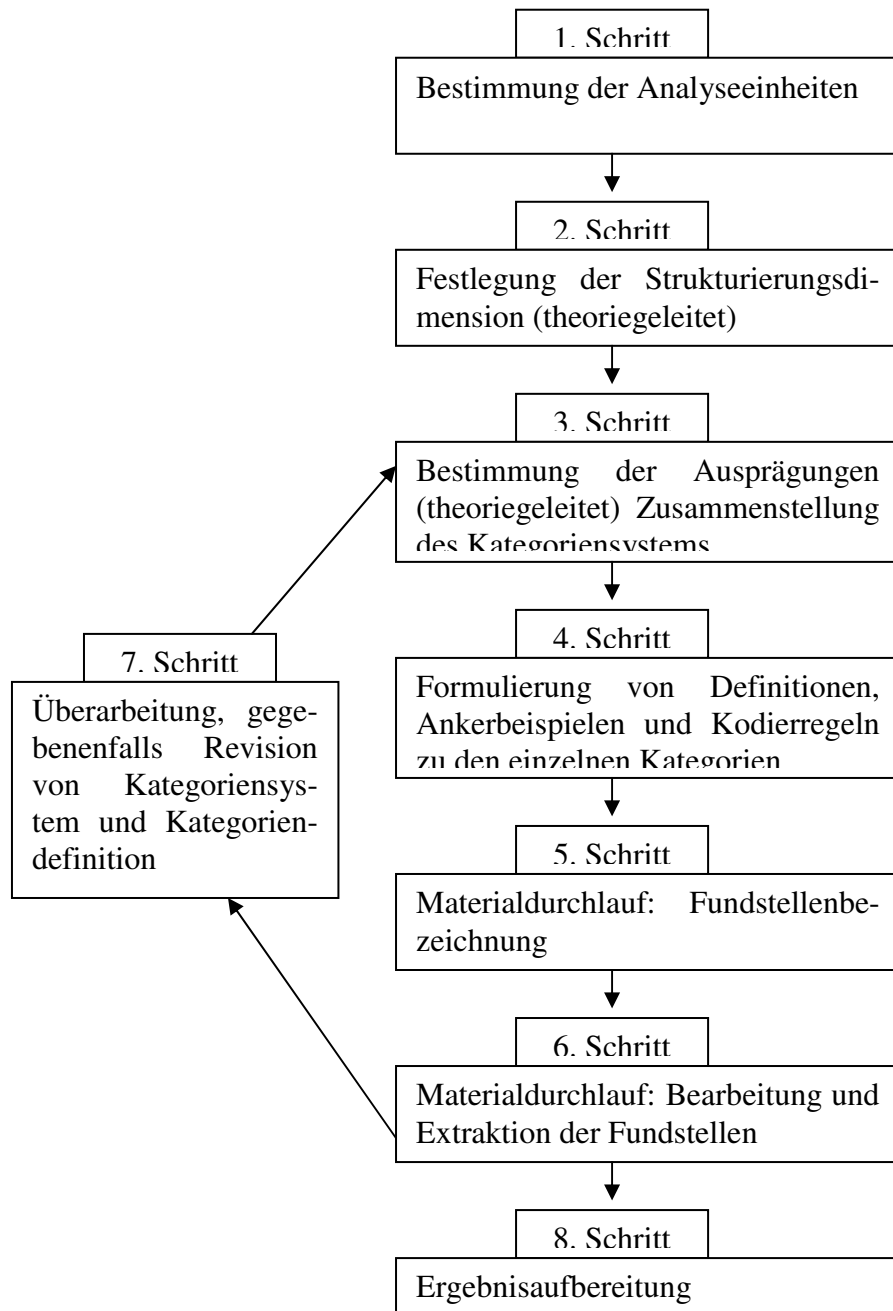 1. Schritt
Bestimmung der Analyseeinheiten
2. Schritt
Festlegung der Strukturierungsdi-
mension (theoriegeleitet)
3. Schritt
Bestimmung der Ausprägungen
(theoriegeleitet) Zusammenstellung
des Kategoriensystems
4. Schritt
Formulierung von Definitionen,
Ankerbeispielen und Kodierregeln
zu den einzelnen Kategorien
5. Schritt
Materialdurchlauf: Fundstellenbe-
zeichnung
6. Schritt
Materialdurchlauf: Bearbeitung und
Extraktion der Fundstellen
7. Schritt
Überarbeitung, gege-
benenfalls Revision
von Kategoriensys-
tem und Kategorien-
definition
8. Schritt
Ergebnisaufbereitung